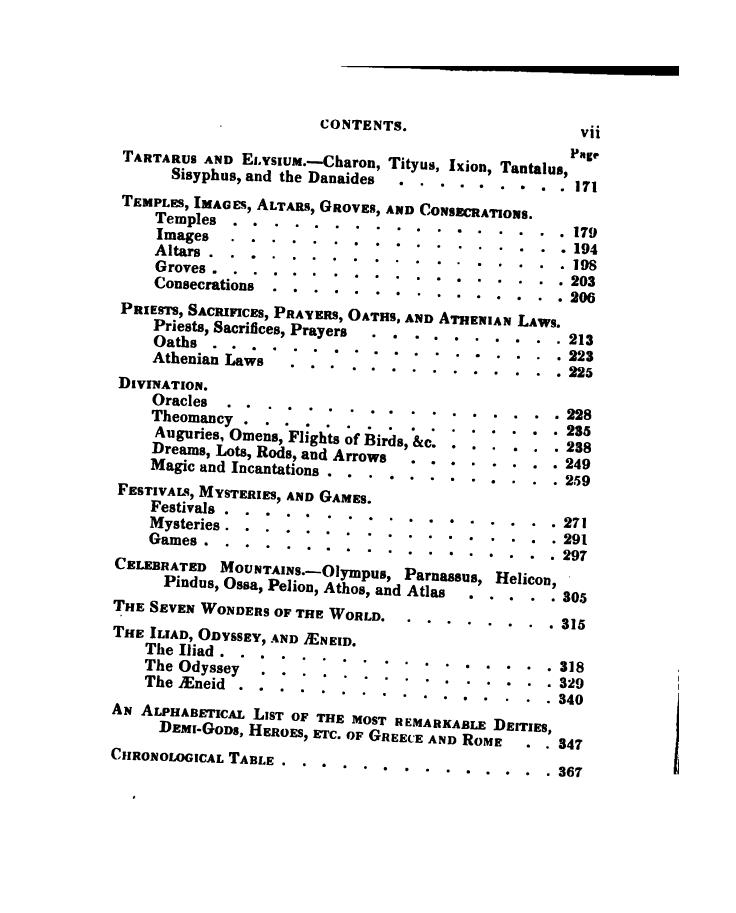 CONTENTS. vii
Page
TARTARUS AND ELYSIUM.—Charon, Tityus, Ixion, Tantalus,
Sisyphus, and the Danaides . . . . . . . . . 171
TEMPLES, IMAGES, ALTARS, GROVES, AND CONSECRATIONS.
Temples . . . . . . . . . . . . . . . . . 179
Images . . . . . . . . . . . . . . . . . 194
Altars . . . . . . . . . . . . . . . . . . 198
Groves . . . . . . . . . . . . . . . . . . 203
Consecrations . . . . . . . . . . . . . . . 206
PRIESTS, SACRIFICES, PRAYERS, OATHS, AND ATHENIAN LAWS.
Priests, Sacrifices, Prayers . . . . . . . . . . 213
Oaths . . . . . . . . . . . . . . . . . . 223
Athenian Laws . . . . . . . . . . . . . . 225
DIVINATION.
Oracles . . . . . . . . . . . . . . . . . 228
Theomancy . . . . . . . . . . . . . . . . 235
Auguries, Omens, Flights of Birds, &c. . . . . . . 238
Dreams, Lots, Rods, and Arrows . . . . . . . . 249
Magic and Incantations . . . . . . . . . . . . 259
FESTIVALS, MYSTERIES, AND GAMES.
Festivals . . . . . . . . . . . . . . . . . 271
Mysteries . . . . . . . . . . . . . . . . . 291
Games . . . . . . . . . . . . . . . . . . 297
CELEBRATED MOUNTAINS.—Olympus, Parnassus, Helicon,
Pindus, Ossa, Pelion, Athos, and Atlas . . . . . 305
THE SEVEN WONDERS OF THE WORLD. . . . . . . . . 315
THE ILIAD, ODYSSEY, AND ÆNEID.
The Iliad . . . . . . . . . . . . . . . . . 318
The Odyssey . . . . . . . . . . . . . . . 329
The Æneid . . . . . . . . . . . . . . . . 340
AN ALPHABETICAL LIST OF THE MOST REMARKABLE DEITIES,
DEMI-GODS, HEROES, ETC. OF GREECE AND ROME . . 347
CHRONOLOGICAL TABLE . . . . . . . . . . . . . . 367